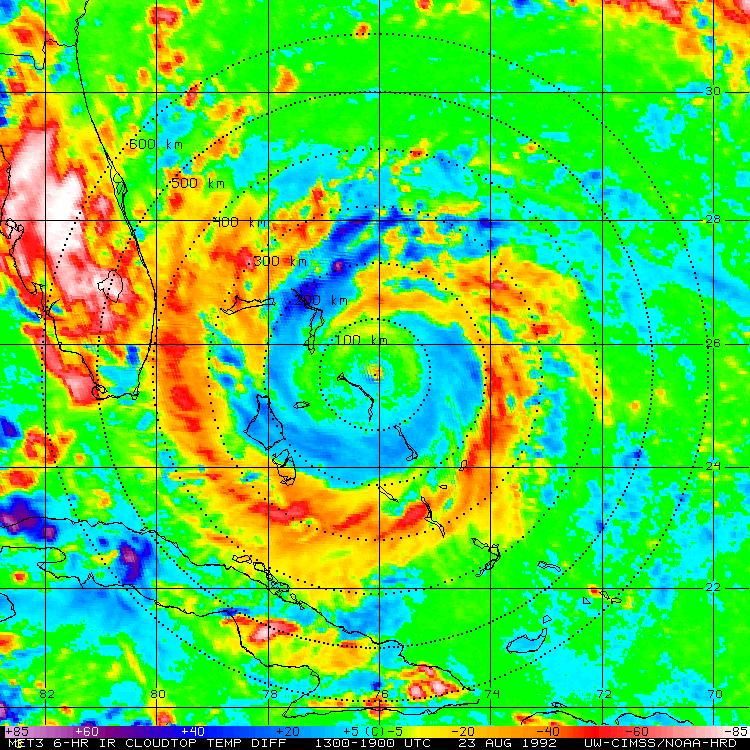 30
600 km
500 km
28
400 km
300 km
200 km
26
100 km
24
22
82 80 78 76 74 72 70
+85 +60 +40 +20 +5 (C) -5 -20 -40 -60 -85
MET3 6-HR IR CLOUDTOP TEMP DIFF 1300-1900 UTC 23 AUG 1992 UW-CIMSS/NOAA-HRD